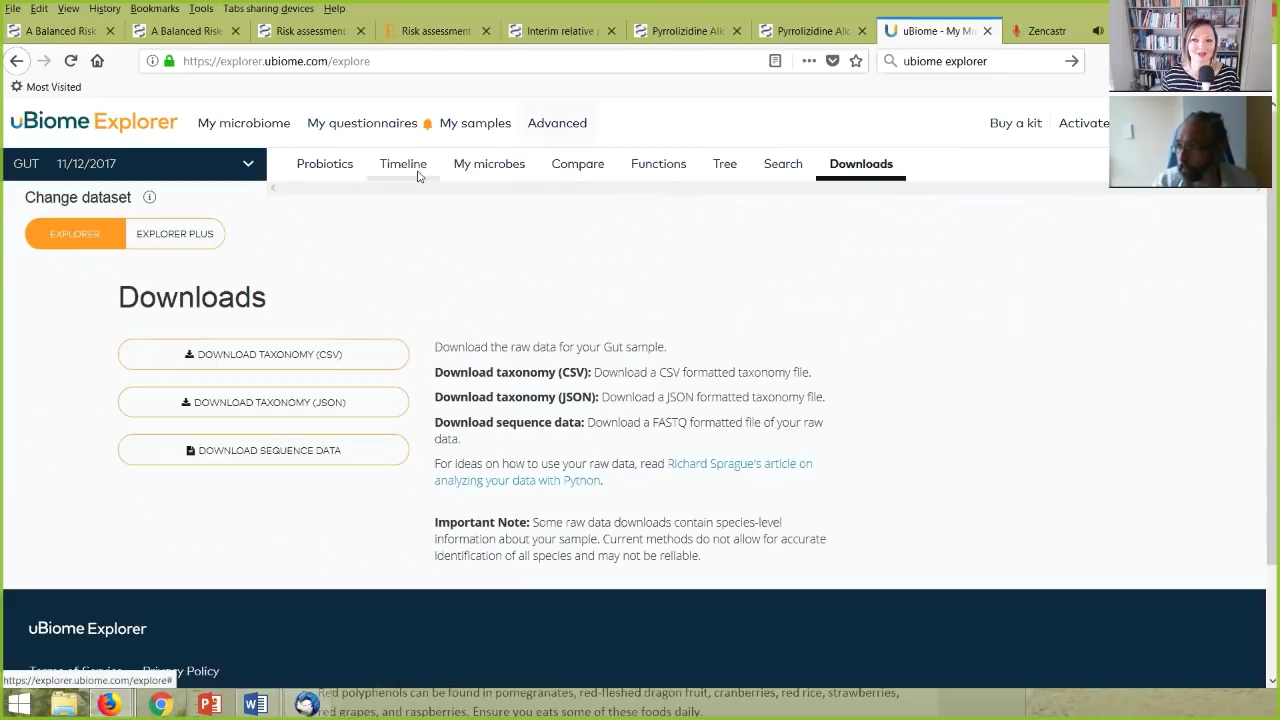 File Edit View History Bookmarks Tools Tabs sharing devices Help
A Balanced Risk A Balanced Risk Risk assessment Risk assessment Interim relative Pyrrolizidine Alk Pyrrolizidine Alk uBiome - My Mi Zencastr
https://explorer.ubiome.com/explore ubiome explorer
Most Visited
uBiome Explorer My microbiome My questionnaires My samples Advanced Buy a kit Activate
GUT 11/12/2017 Probiotics Timeline My microbes Compare Functions Tree Search Downloads
Change dataset
EXPLORER EXPLORER PLUS
Downloads
DOWNLOAD TAXONOMY (CSV)
DOWNLOAD TAXONOMY (JSON)
DOWNLOAD SEQUENCE DATA
Download the raw data for your Gut sample.
Download taxonomy (CSV): Download a CSV formatted taxonomy file.
Download taxonomy (JSON): Download a JSON formatted taxonomy file.
Download sequence data: Download a FASTQ formatted file of your raw
data.
For ideas on how to use your raw data, read Richard Sprague's article on
analyzing your data with Python.
Important Note: Some raw data downloads contain species-level
information about your sample. Current methods do not allow for accurate
identification of all species and may not be reliable.
uBiome Explorer
Terms of Service Privacy Policy
https://explorer.ubiome.com/explore#
Red polyphenols can be found in pomegranates, red-fleshed dragon fruit, cranberries, red rice, strawberries,
red grapes, and raspberries. Ensure you eats some of these foods daily.